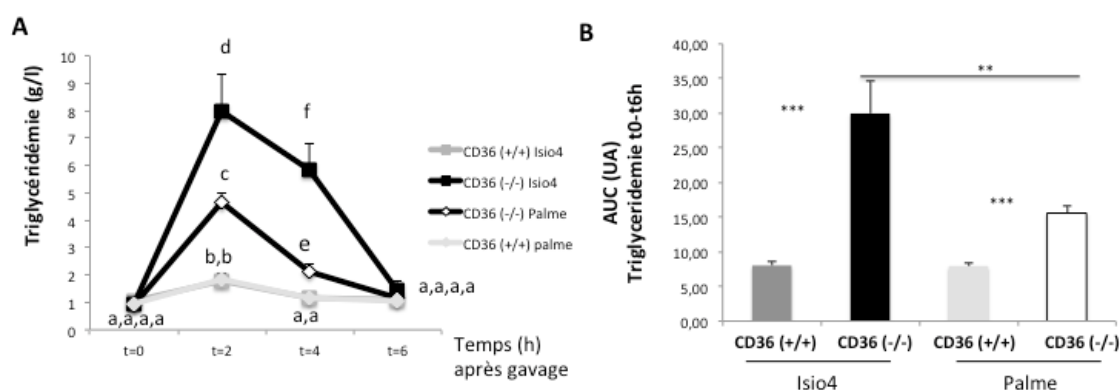 A
Triglycéridémie (g/l)
10
9
8
7
6
5
4
3
2
1
0
d
f
c
e
b,b
a,a,a,a
a,a
a,a,a,a
t=0
t=2
t=4
t=6
Temps (h)
après gavage
CD36 (+/+) Isio4
CD36 (-/-) Isio4
CD36 (-/-) Palme
CD36 (+/+) palme
B
AUC (UA)
Triglyceridemie t0-t6h
40,00
35,00
30,00
25,00
20,00
15,00
10,00
5,00
0,00
***
**
***
CD36 (+/+)
CD36 (-/-)
CD36 (+/+)
CD36 (-/-)
Isio4
Palme